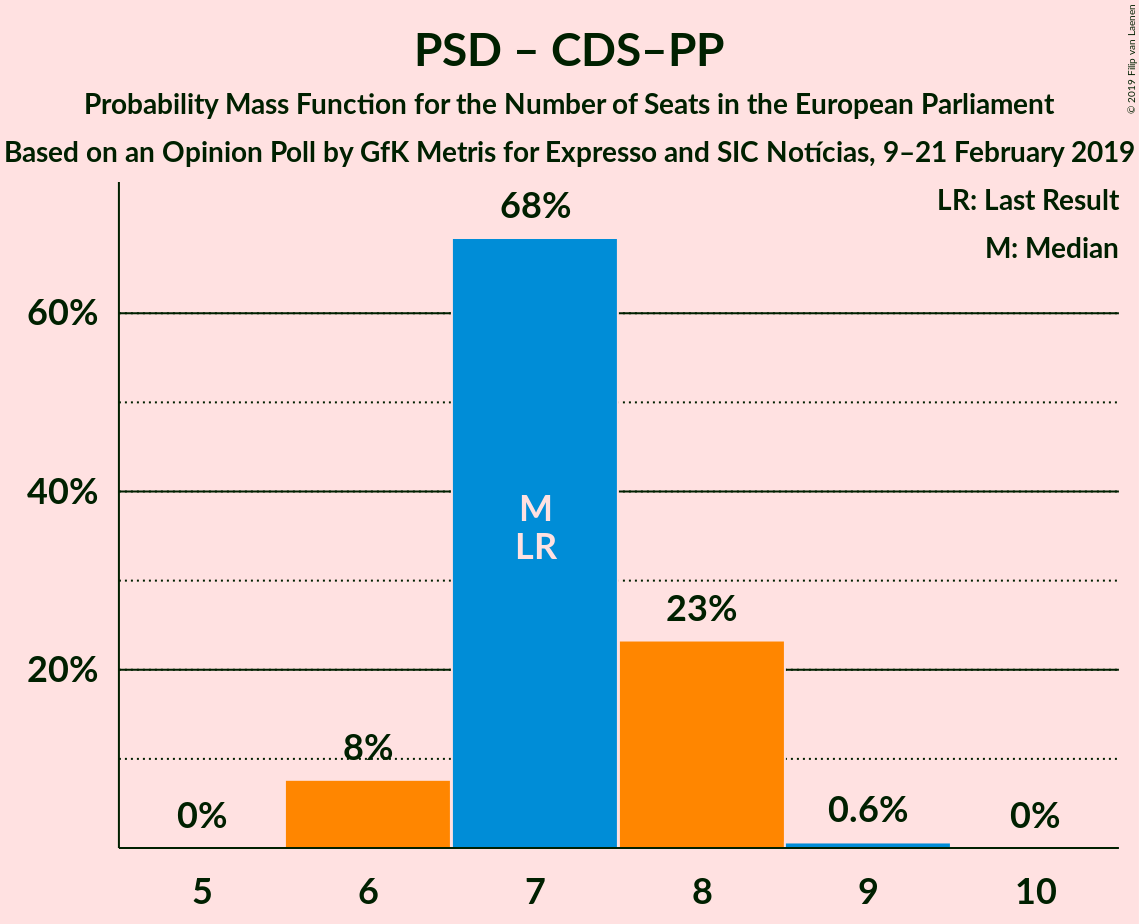 PSD – CDS–PP
Probability Mass Function for the Number of Seats in the European Parliament
Based on an Opinion Poll by GfK Metris for Expresso and SIC Notícias, 9–21 February 2019
© 2019 Filip van Laenen
LR: Last Result
M: Median
68%
60%
40%
M
LR
23%
20%
8%
0%
0.6%
0%
5 6 7 8 9 10